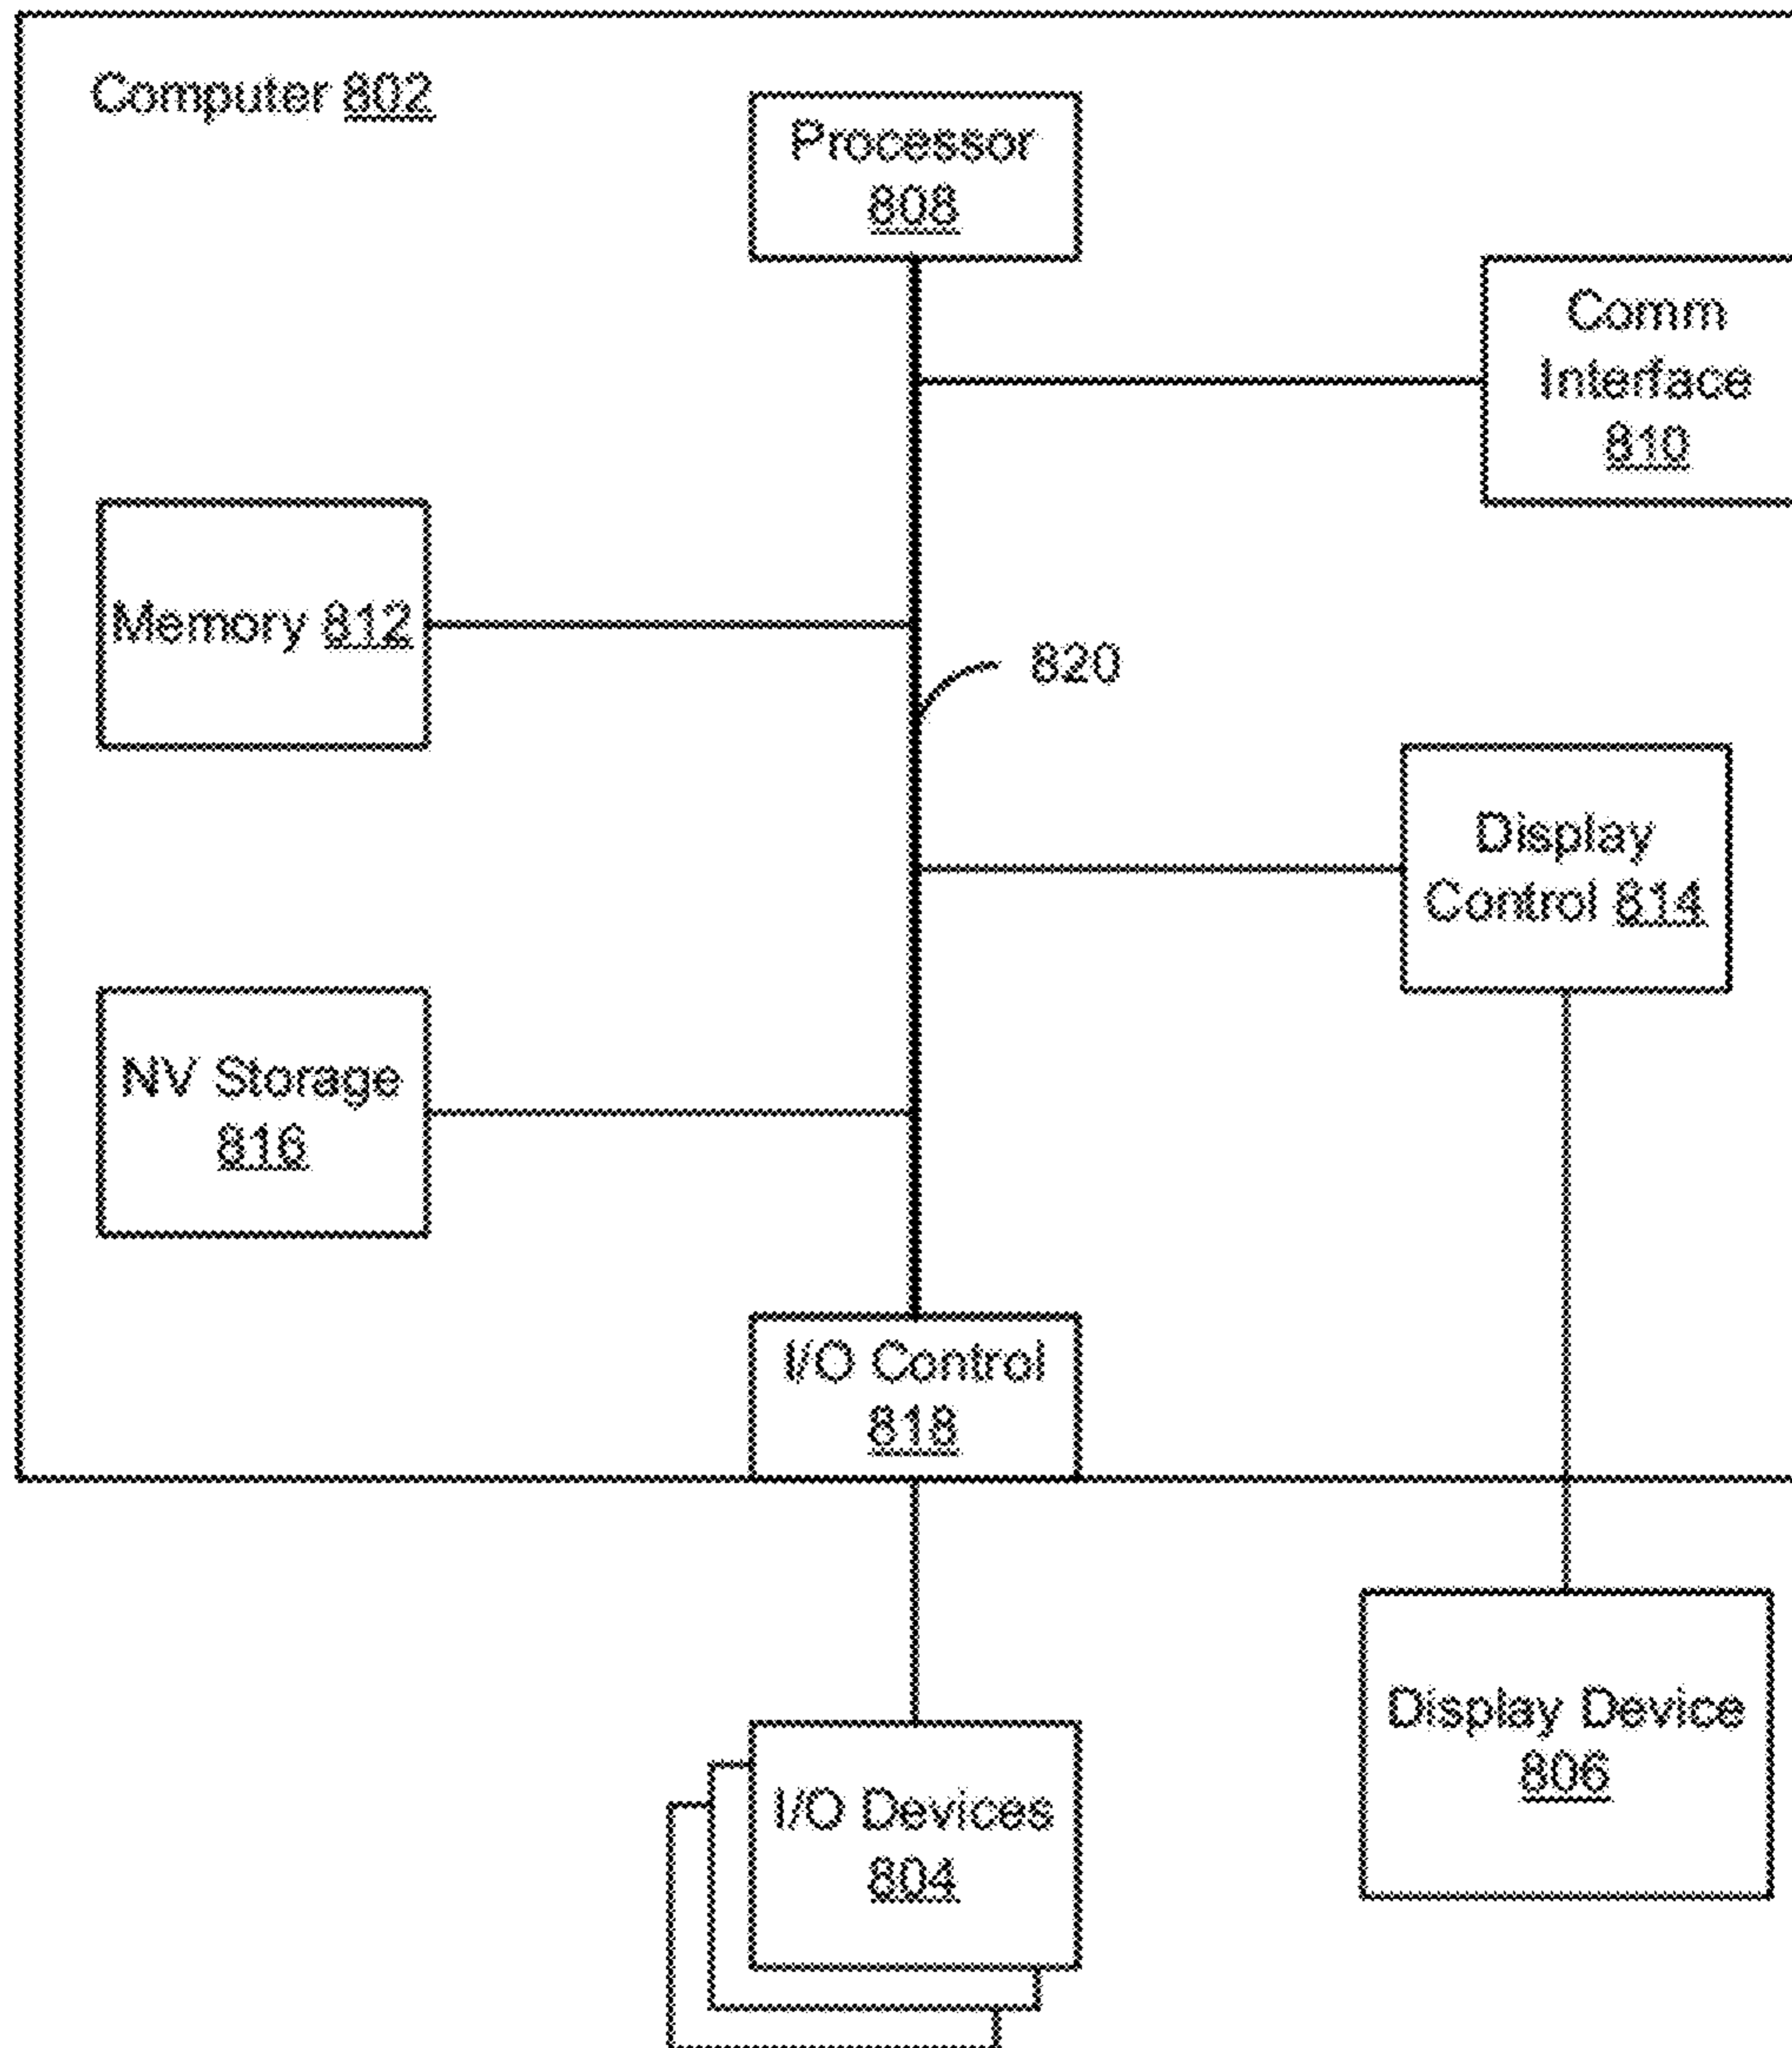 Computer 802
Processor
808
Comm
Interface
810
Memory 812
820
Display
Control 814
NV Storage
816
I/O Control
818
Display Device
806
I/O Devices
804